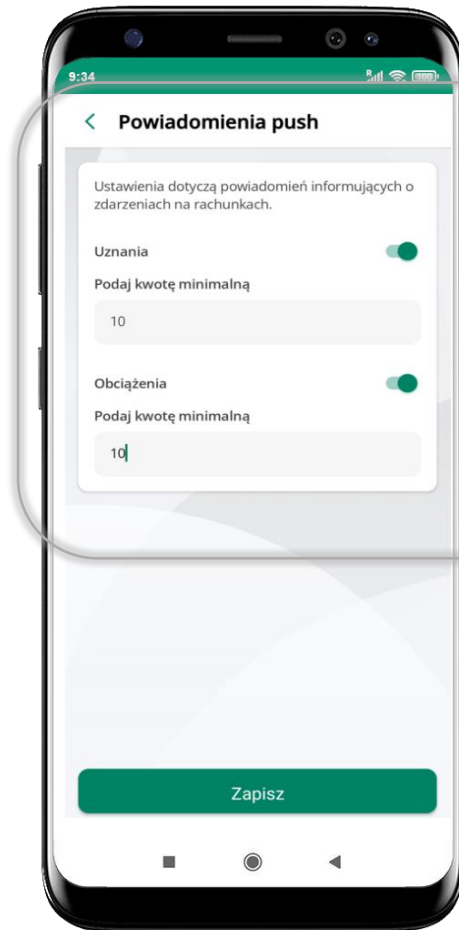 9:34
R 100
Powiadomienia push
Ustawienia dotyczą powiadomień informujących o
zdarzeniach na rachunkach.
Uznania
Podaj kwotę minimalną
10
Obciążenia
Podaj kwotę minimalną
10
Zapisz